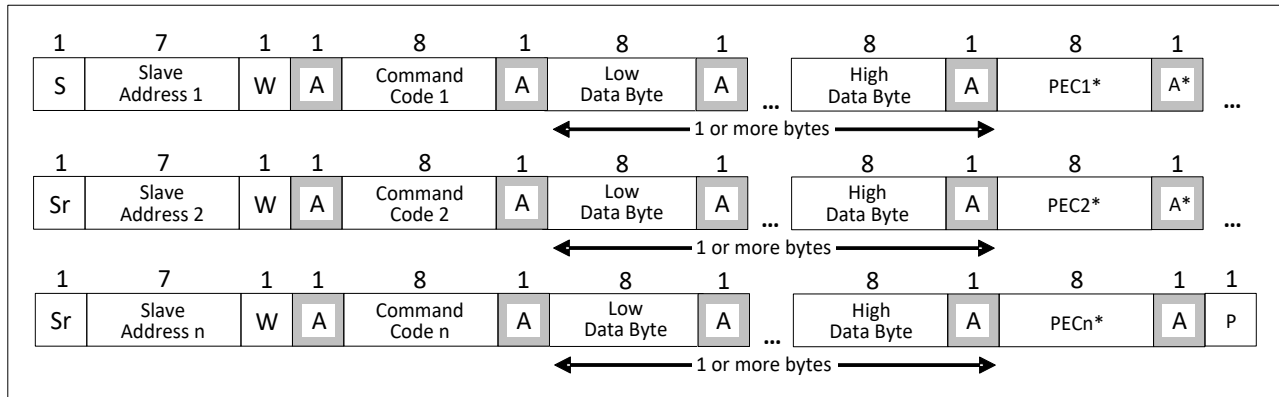 1 7 1 1 8 1 8 1 8 1 8 1
S Slave Address 1 W A Command Code 1 A Low Data Byte A ... High Data Byte A PEC1* A* ...
1 or more bytes
1 7 1 1 8 1 8 1 8 1 8 1
Sr Slave Address 2 W A Command Code 2 A Low Data Byte A ... High Data Byte A PEC2* A* ...
1 or more bytes
1 7 1 1 8 1 8 1 8 1 8 1 1
Sr Slave Address n W A Command Code n A Low Data Byte A ... High Data Byte A PECn* A P
1 or more bytes